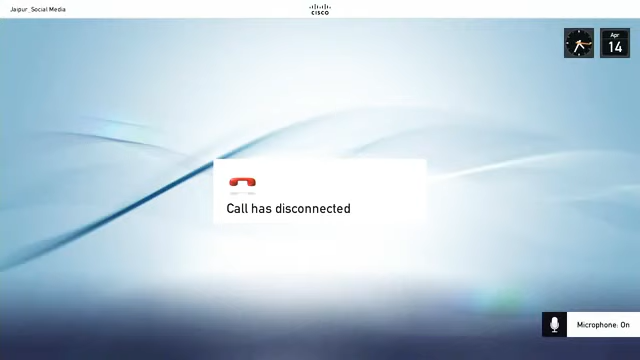 Jaipur_Social Media
CISCO
Apr
14
Call has disconnected
Microphone: On